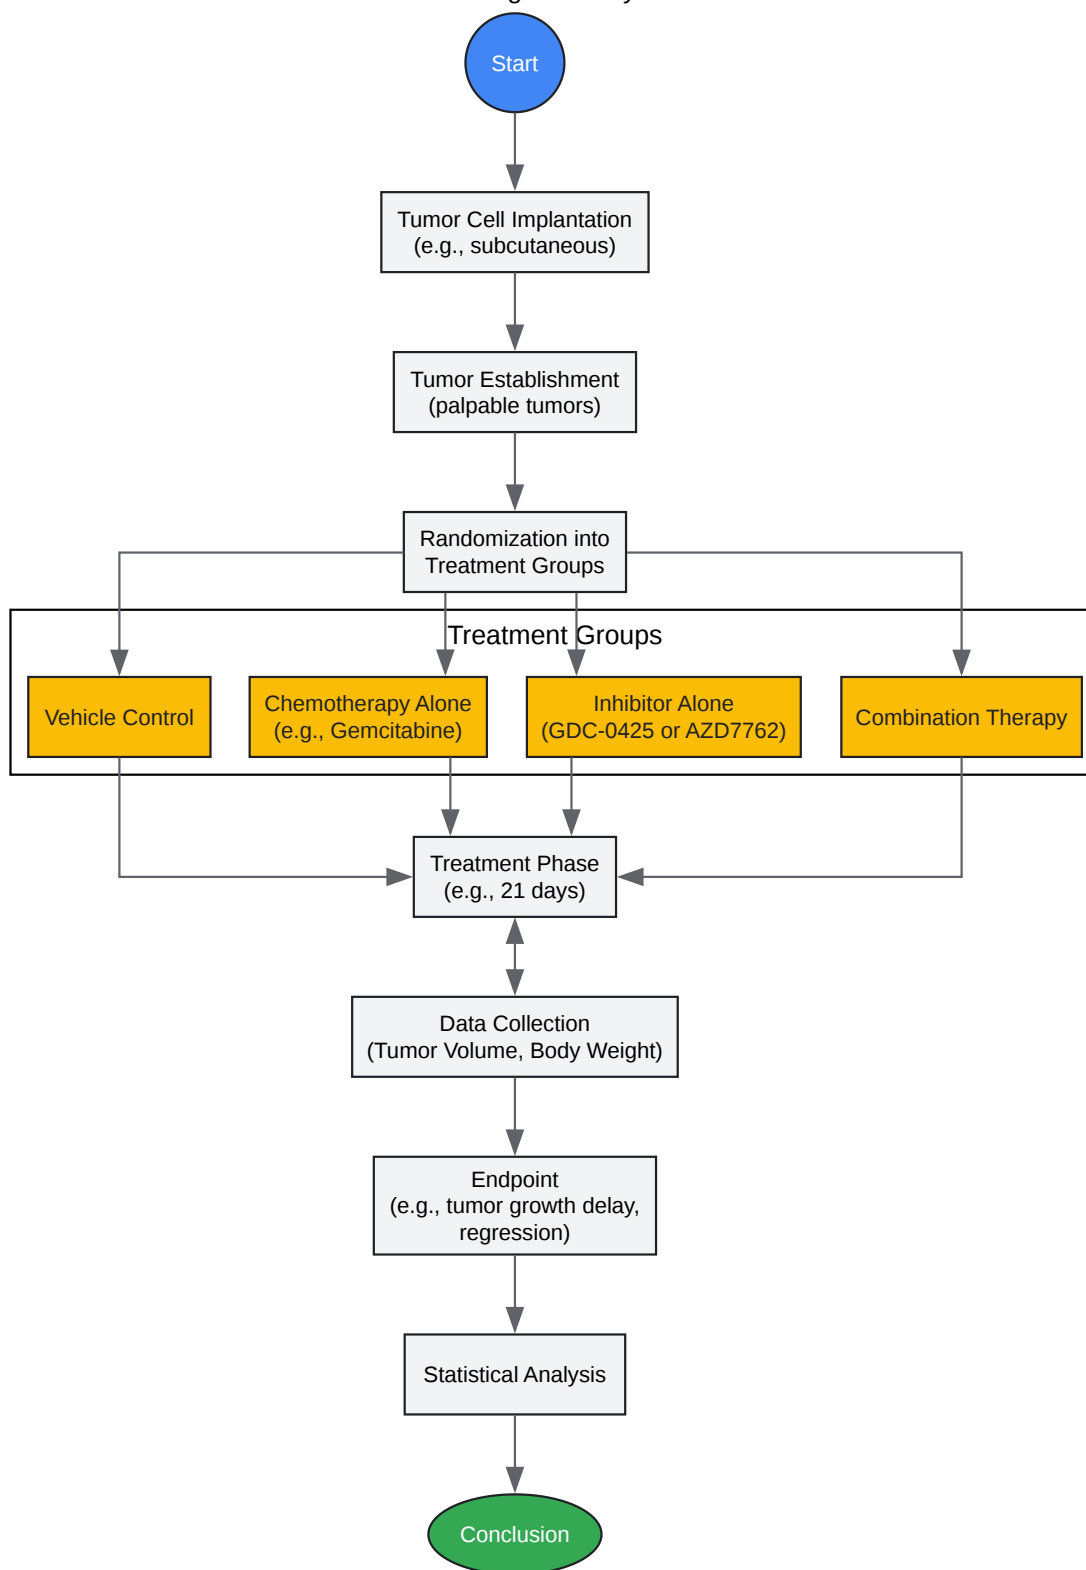 Start
Tumor Cell Implantation
(e.g., subcutaneous)
Tumor Establishment
(palpable tumors)
Randomization into
Treatment Groups
Treatment Groups
Vehicle Control
Chemotherapy Alone
(e.g., Gemcitabine)
Inhibitor Alone
(GDC-0425 or AZD7762)
Combination Therapy
Treatment Phase
(e.g., 21 days)
Data Collection
(Tumor Volume, Body Weight)
Endpoint
(e.g., tumor growth delay,
regression)
Statistical Analysis
Conclusion